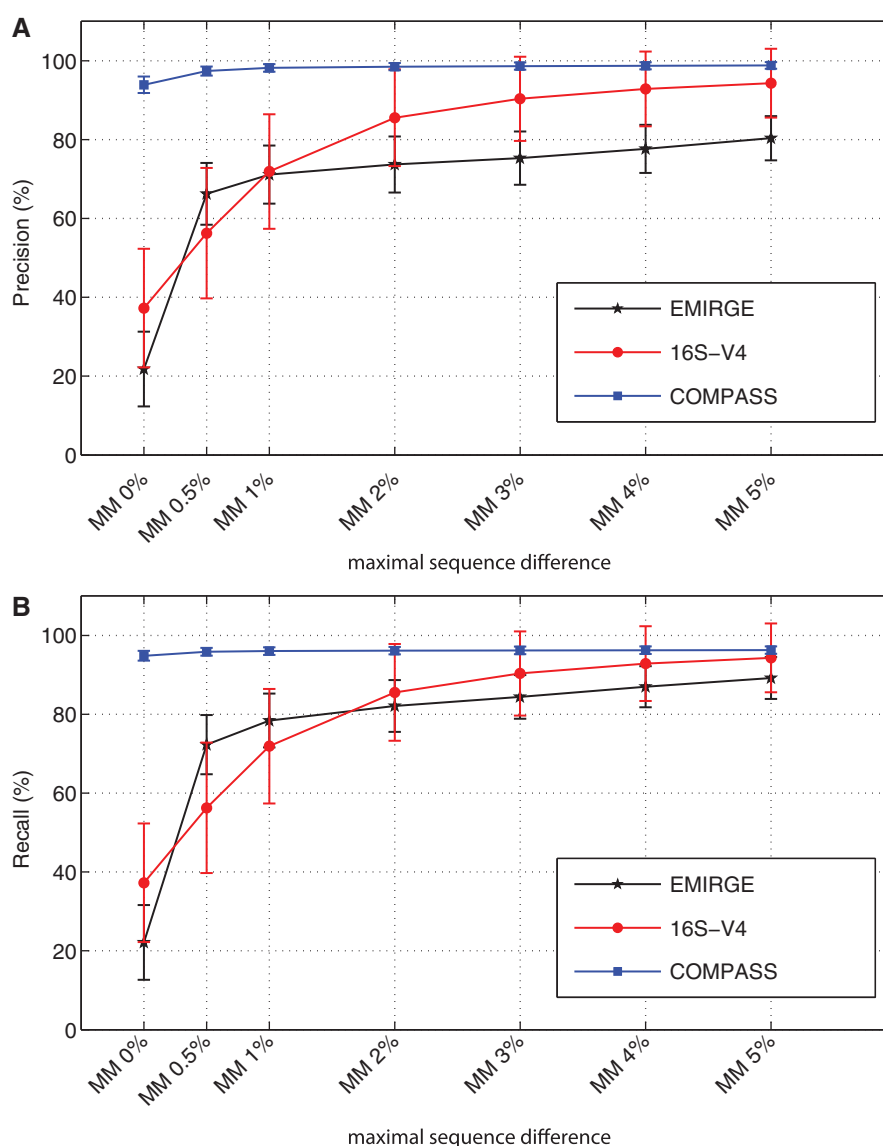 A
100
80
60
40
20
0
Precision (%)
EMIRGE
16S-V4
COMPASS
MM 0%
MM 0.5%
MM 1%
MM 2%
MM 3%
MM 4%
MM 5%
maximal sequence difference
B
100
80
60
40
20
0
Recall (%)
EMIRGE
16S-V4
COMPASS
MM 0%
MM 0.5%
MM 1%
MM 2%
MM 3%
MM 4%
MM 5%
maximal sequence difference